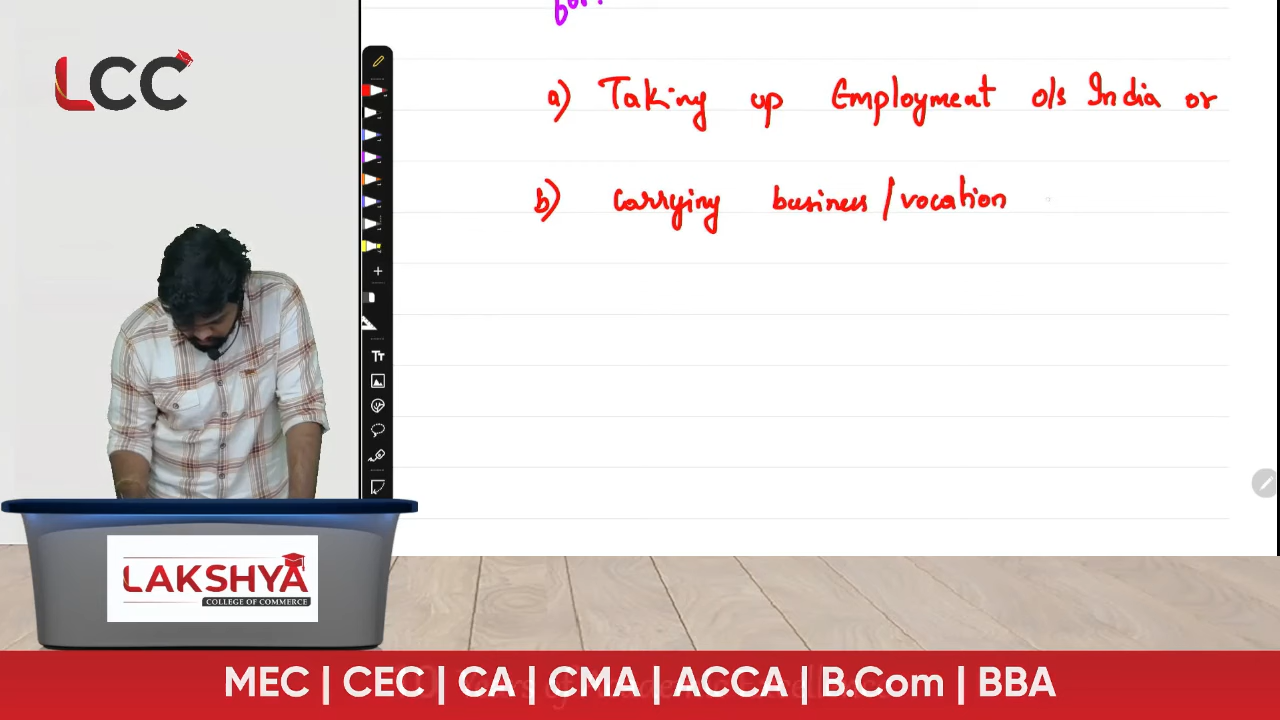 LCC
a) Taking up Employment o/s India or
b) carrying business/vocation
TT
LAKSHYA
COLLEGE OF COMMERCE
MEC | CEC | CA | CMA | ACCA | B.Com | BBA